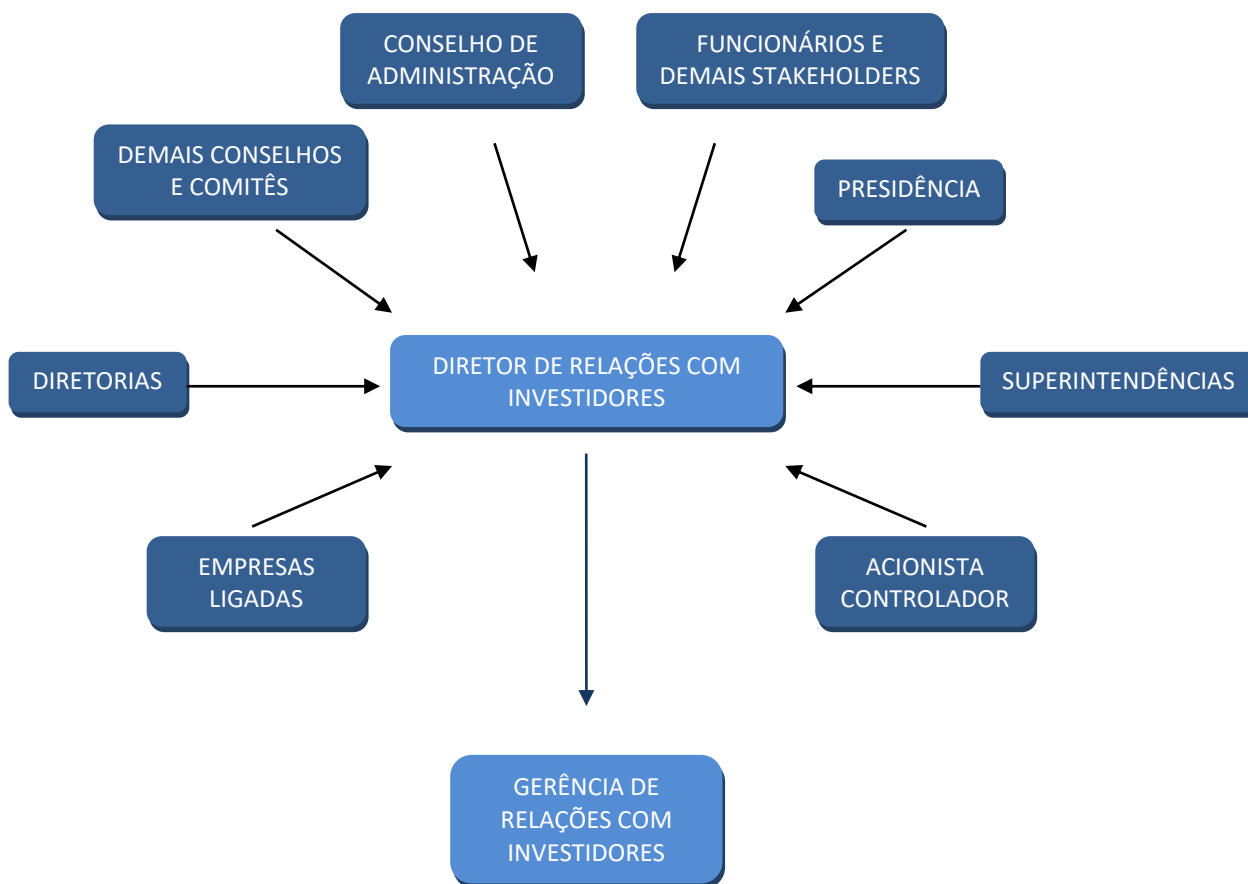 CONSELHO DE
ADMINISTRAÇÃO
FUNCIONÁRIOS E
DEMAIS STAKEHOLDERS
DEMAIS CONSELHOS
E COMITÊS
PRESIDÊNCIA
DIRETORIAS
DIRETOR DE RELAÇÕES COM
INVESTIDORES
SUPERINTENDÊNCIAS
EMPRESAS
LIGADAS
ACIONISTA
CONTROLADOR
GERÊNCIA DE
RELAÇÕES COM
INVESTIDORES